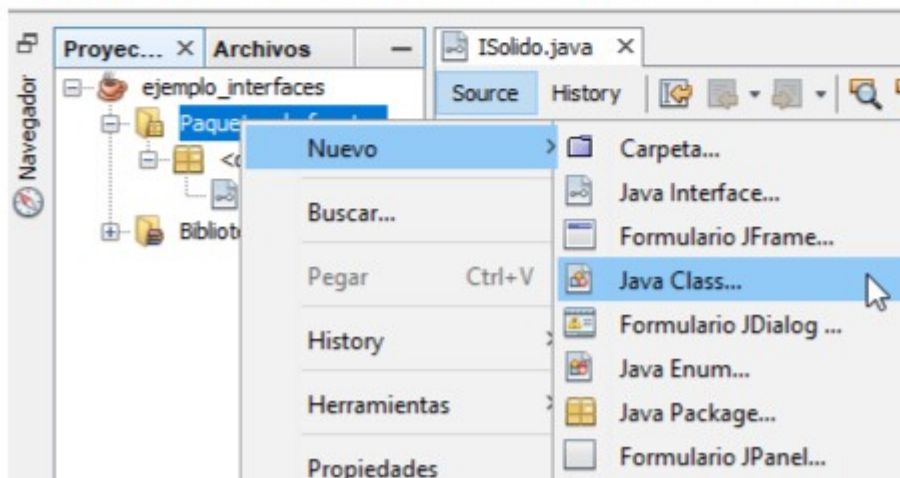 Proyec...
Archivos
ISolido.java
Navegador
ejemplo_interfaces
Source
History
Nuevo
Buscar...
Pegar Ctrl+V
History
Herramientas
Propiedades
Carpeta...
Java Interface...
Formulario JFrame...
Java Class...
Formulario JDialog ...
Java Enum...
Java Package...
Formulario JPanel...